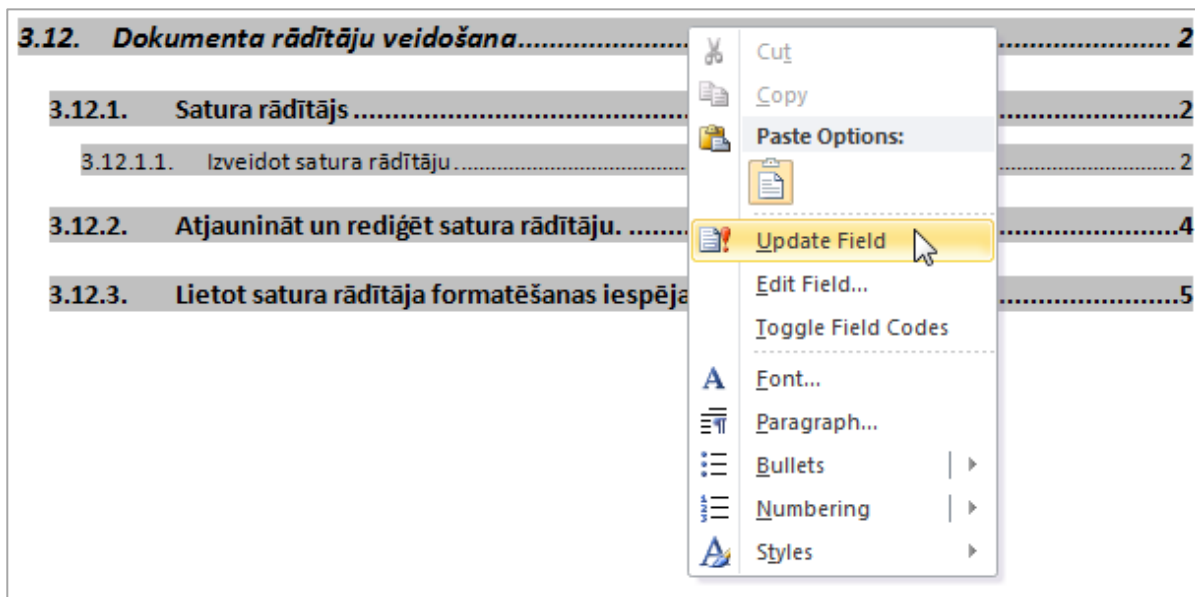 3.12. Dokumenta rādītāju veidošana..................... ..................... 2
3.12.1. Satura rādītājs................................. .....................2
3.12.1.1. Izveidot satura rādītāju................................. ..................... 2
3.12.2. Atjaunināt un rediģēt satura rādītāju. ....... .....................4
3.12.3. Lietot satura rādītāja formatēšanas iespēja .....................5
Cut
Copy
Paste Options:
Update Field
Edit Field...
Toggle Field Codes
Font...
Paragraph...
Bullets
Numbering
Styles